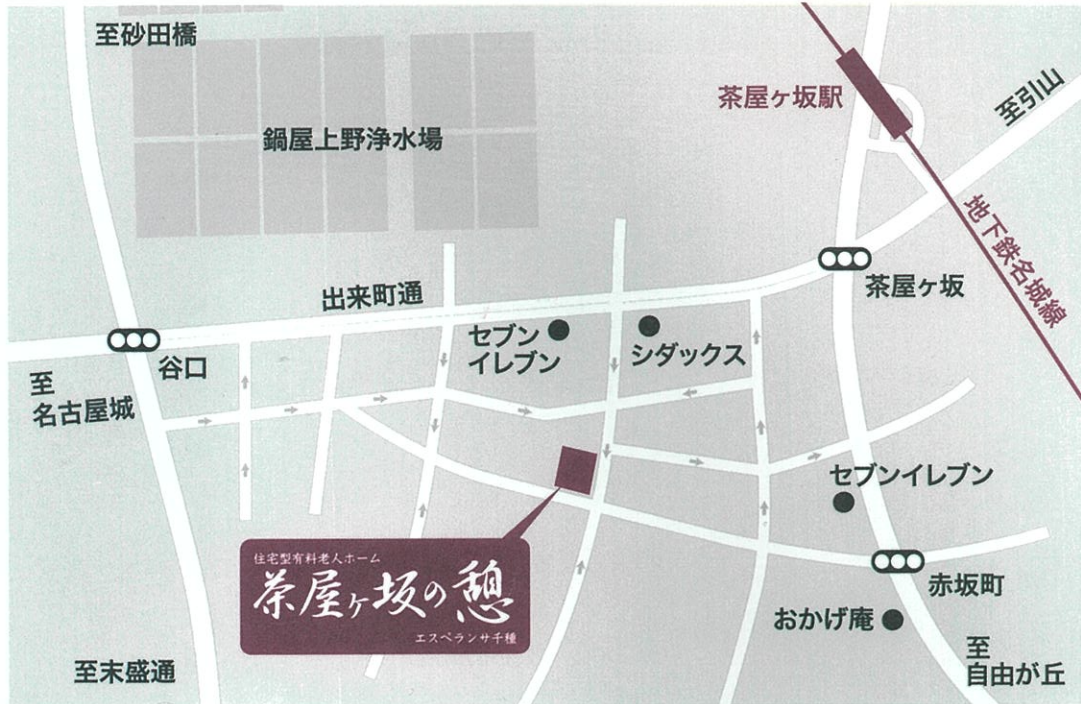 至砂田橋
鍋屋上野浄水場
茶屋ヶ坂駅
至引山
地下鉄名城線
茶屋ヶ坂
出来町通
セブン
イレブン
シダックス
谷口
至
名古屋城
セブンイレブン
住宅型有料老人ホーム
茶屋ヶ坂の憩
エスペランサ千種
赤坂町
おかげ庵
至
自由が丘
至末盛通